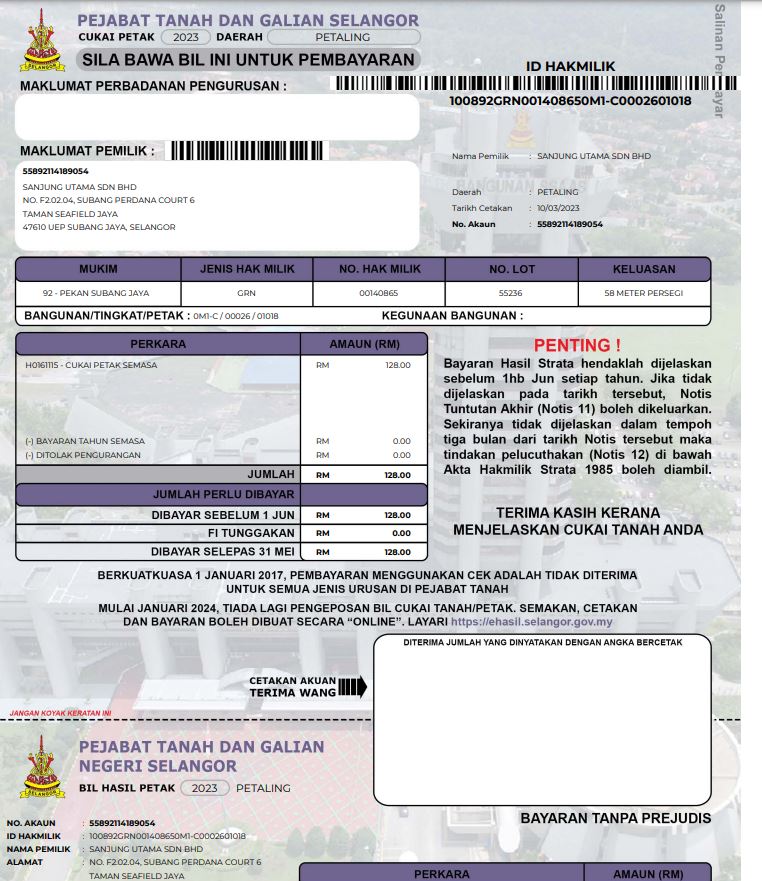 PEJABAT TANAH DAN GALIAN SELANGOR
CUKAI PETAK 2023 DAERAH PETALING
SILA BAWA BIL INI UNTUK PEMBAYARAN
SELANGOR
ID HAKMILIK
MAKLUMAT PERBADANAN PENGURUSAN :
100892GRN001408650M1-C0002601018
MAKLUMAT PEMILIK :
55892114189054
SANJUNG UTAMA SDN BHD
NO. F2.02.04, SUBANG PERDANA COURT 6
TAMAN SEAFIELD JAYA
47610 UEP SUBANG JAYA, SELANGOR
Nama Pemilik : SANJUNG UTAMA SDN BHD
Daerah : PETALING
Tarikh Cetakan : 10/03/2023
No. Akaun : 55892114189054
MUKIM JENIS HAK MILIK NO. HAK MILIK NO. LOT KELUASAN
92 - PEKAN SUBANG JAYA GRN 00140865 55236 58 METER PERSEGI
BANGUNAN/TINGKAT/PETAK : 0M1-C / 00026 / 01018 KEGUNAAN BANGUNAN :
PERKARA AMAUN (RM)
H0161115 - CUKAI PETAK SEMASA RM 128.00
(-) BAYARAN TAHUN SEMASA RM 0.00
(-) DITOLAK PENGURANGAN RM 0.00
JUMLAH RM 128.00
JUMLAH PERLU DIBAYAR
DIBAYAR SEBELUM 1 JUN RM 128.00
FI TUNGGAKAN RM 0.00
DIBAYAR SELEPAS 31 MEI RM 128.00
PENTING !
Bayaran Hasil Strata hendaklah dijelaskan
sebelum 1hb Jun setiap tahun. Jika tidak
dijelaskan pada tarikh tersebut, Notis
Tuntutan Akhir (Notis 11) boleh dikeluarkan.
Sekiranya tidak dijelaskan dalam tempoh
tiga bulan dari tarikh Notis tersebut maka
tindakan pelucuthakan (Notis 12) di bawah
Akta Hakmilik Strata 1985 boleh diambil.
TERIMA KASIH KERANA
MENJELASKAN CUKAI TANAH ANDA
BERKUATKUASA 1 JANUARI 2017, PEMBAYARAN MENGGUNAKAN CEK ADALAH TIDAK DITERIMA
UNTUK SEMUA JENIS URUSAN DI PEJABAT TANAH
MULAI JANUARI 2024, TIADA LAGI PENGEPOSAN BIL CUKAI TANAH/PETAK. SEMAKAN, CETAKAN
DAN BAYARAN BOLEH DIBUAT SECARA “ONLINE”. LAYARI https://ehasil.selangor.gov.my
DITERIMA JUMLAH YANG DINYATAKAN DENGAN ANGKA BERCETAK
CETAKAN AKUAN
TERIMA WANG
JANGAN KOYAK KERATAN INI
PEJABAT TANAH DAN GALIAN
NEGERI SELANGOR
SELANGOR
BIL HASIL PETAK 2023 PETALING
BAYARAN TANPA PREJUDIS
NO. AKAUN : 55892114189054
ID HAKMILIK : 100892GRN001408650M1-C0002601018
NAMA PEMILIK : SANJUNG UTAMA SDN BHD
ALAMAT : NO. F2.02.04, SUBANG PERDANA COURT 6
TAMAN SEAFIELD JAYA
PERKARA AMAUN (RM)